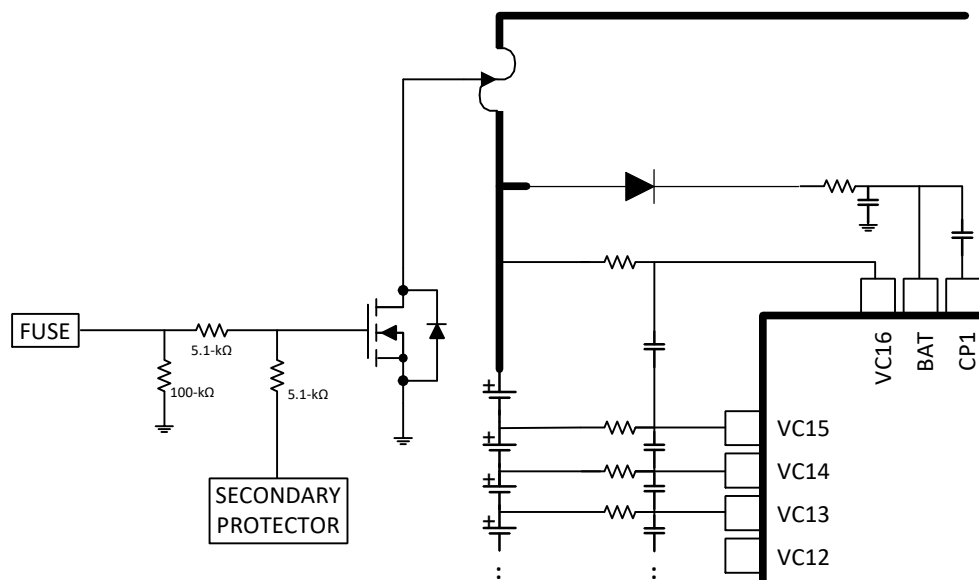 FUSE
5.1-kΩ
100-kΩ
5.1-kΩ
SECONDARY
PROTECTOR
VC16
BAT
CP1
+
VC15
+
VC14
+
VC13
+
VC12